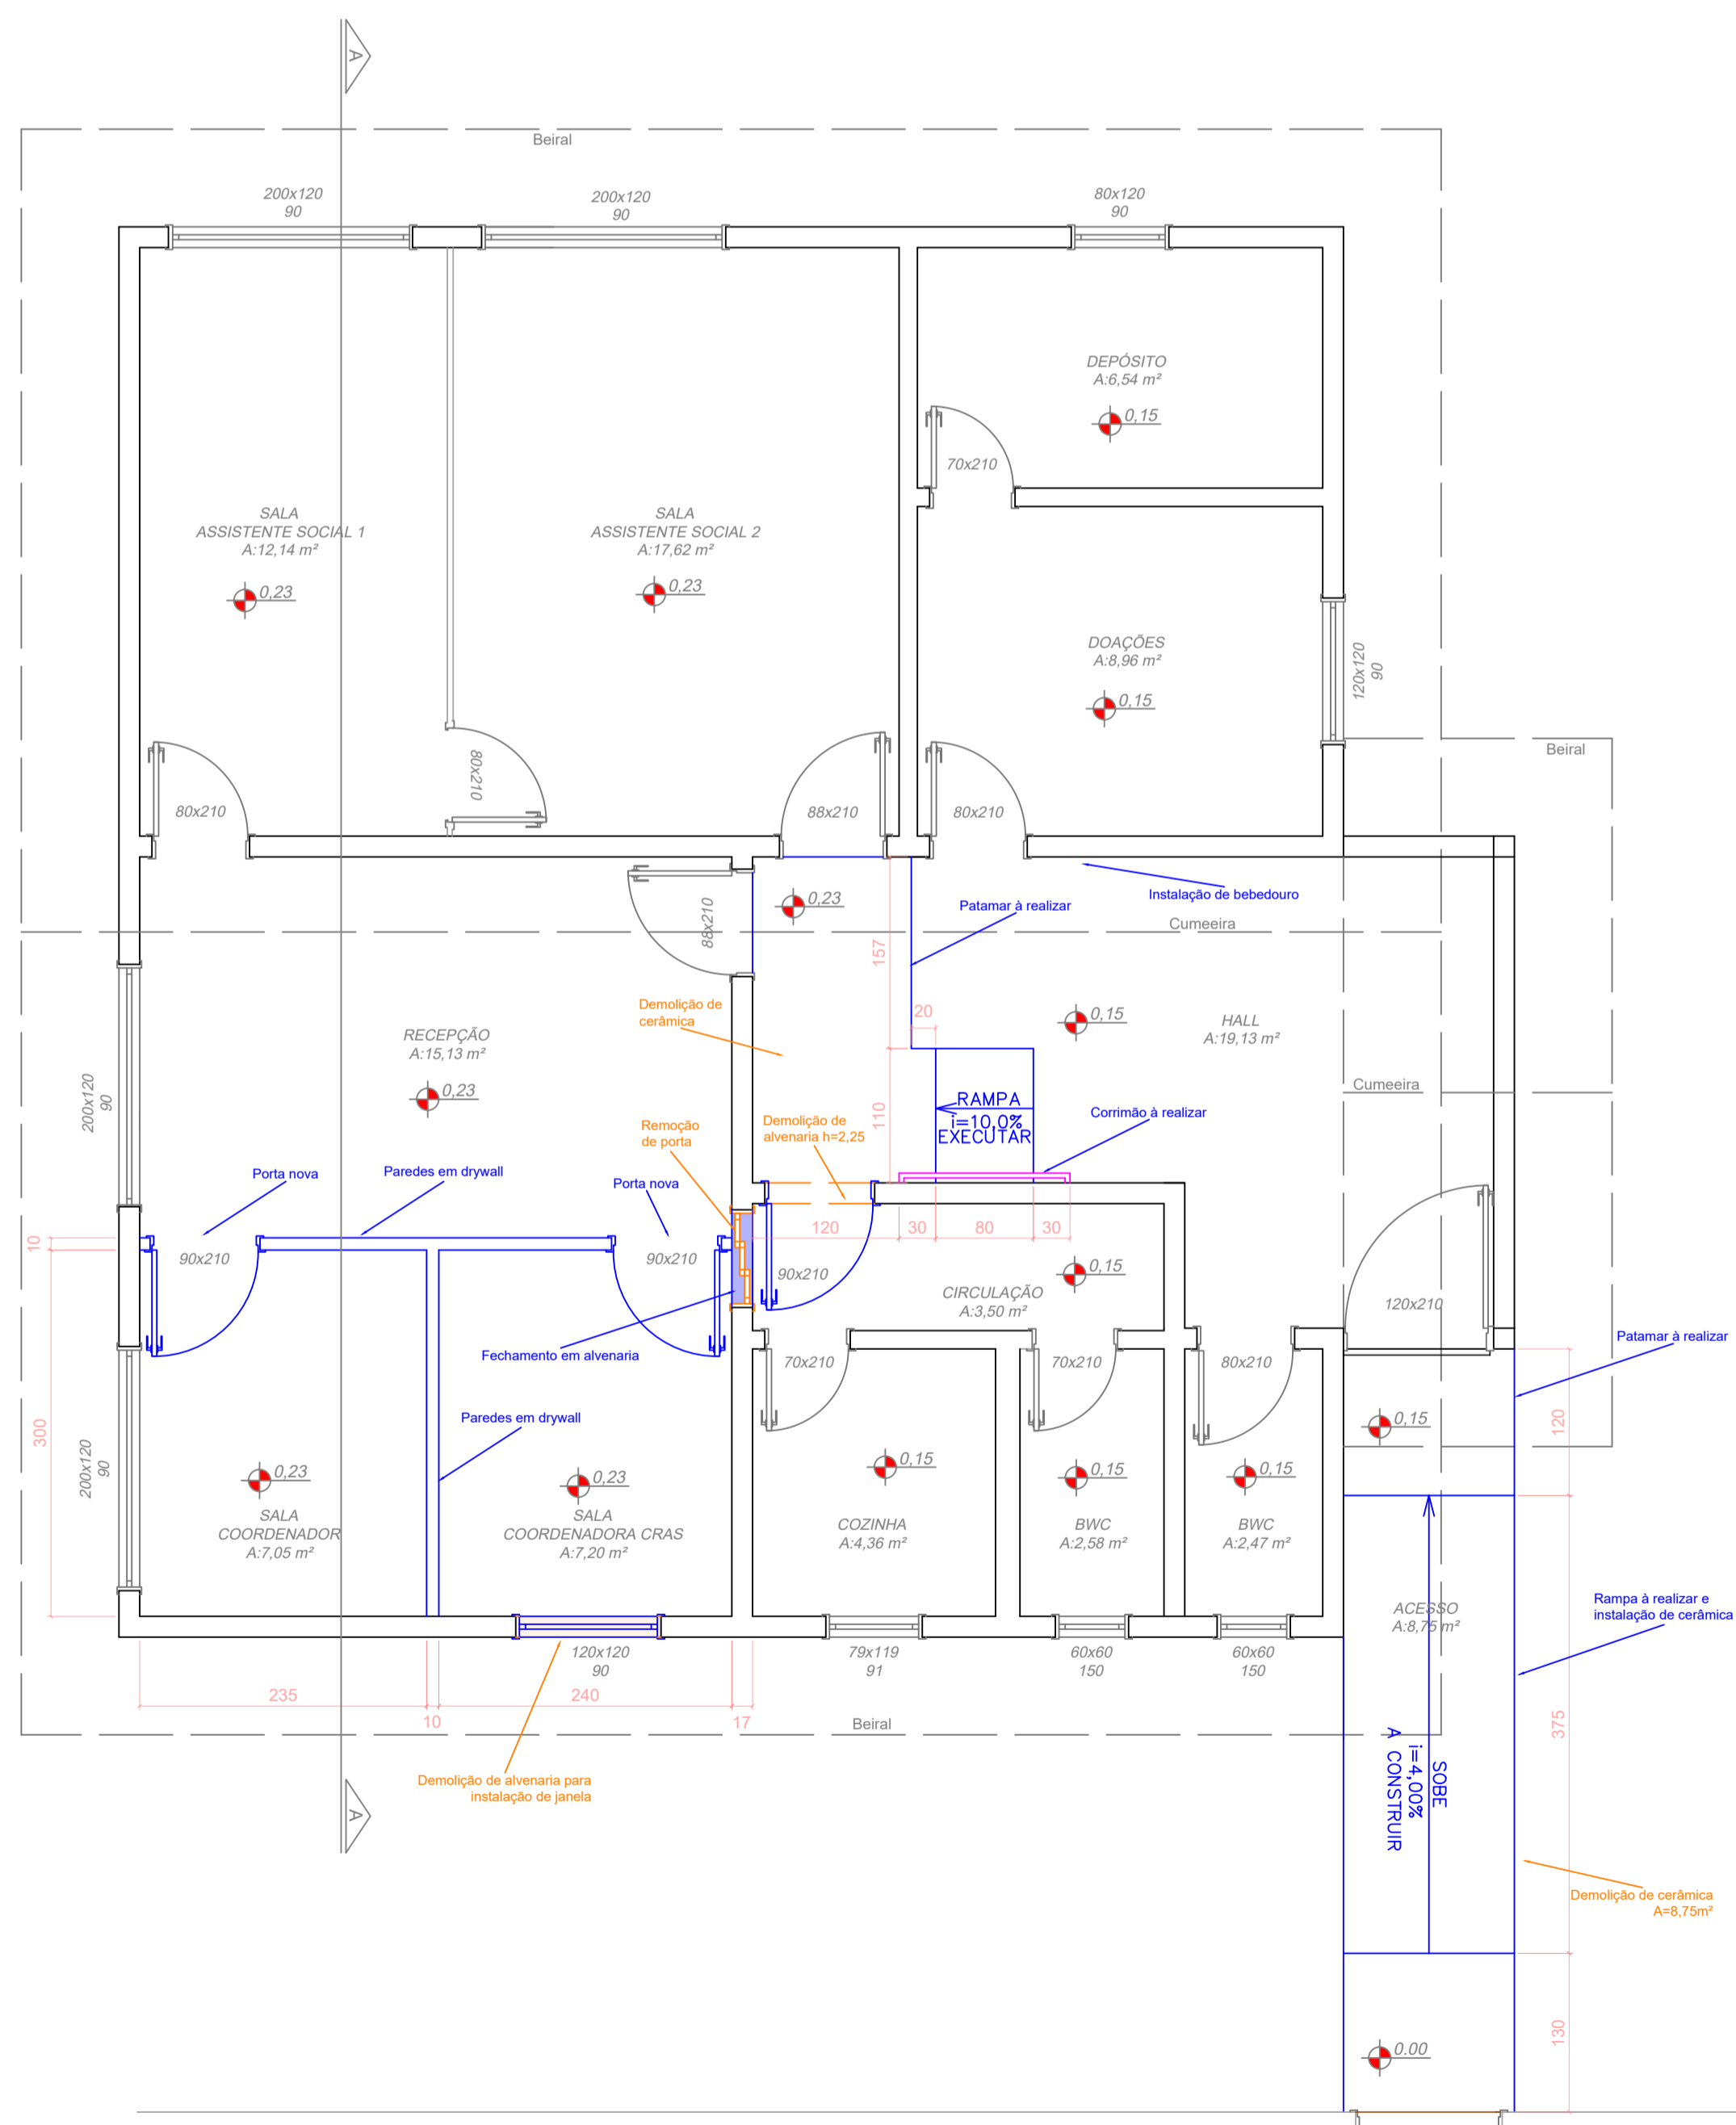 A
Beiral
200x120
90
200x120
90
80x120
90
DEPÓSITO
A:6,54 m²
0,15
70x210
SALA
ASSISTENTE SOCIAL 1
A:12,14 m²
0,23
SALA
ASSISTENTE SOCIAL 2
A:17,62 m²
0,23
DOAÇÕES
A:8,96 m²
0,15
120x120
90
Beiral
80x210
80x210
88x210
80x210
Instalação de bebedouro
Patamar à realizar
Cumeeira
0,23
88x210
157
Demolição de
cerâmica
20
0,15
HALL
A:19,13 m²
RECEPÇÃO
A:15,13 m²
0,23
200x120
90
Cumeeira
RAMPA
i=10,0%
EXECUTAR
110
Corrimão à realizar
Remoção
de porta
Demolição de
alvenaria h=2,25
Porta nova
Paredes em drywall
Porta nova
10
90x210
90x210
120
30
80
30
90x210
0,15
CIRCULAÇÃO
A:3,50 m²
120x210
Patamar à realizar
Fechamento em alvenaria
70x210
70x210
80x210
300
Paredes em drywall
0,15
120
200x120
90
0,23
0,23
0,15
0,15
0,15
SALA
COORDENADOR
A:7,05 m²
SALA
COORDENADORA CRAS
A:7,20 m²
COZINHA
A:4,36 m²
BWC
A:2,58 m²
BWC
A:2,47 m²
ACESSO
A:8,75 m²
Rampa à realizar e
instalação de cerâmica
120x120
90
79x119
91
60x60
150
60x60
150
235
10
240
17
Beiral
375
SOBE
i=4,00%
A CONSTRUIR
Demolição de alvenaria para
instalação de janela
A
Demolição de cerâmica
A=8,75m²
130
0.00